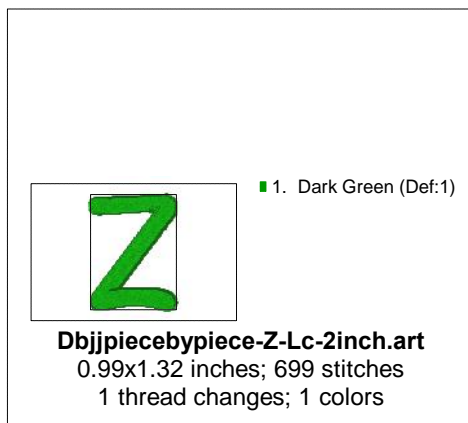 1. Dark Green (Def:1)
Z
Dbjjpiecebypiece-Z-Lc-2inch.art
0.99x1.32 inches; 699 stitches
1 thread changes; 1 colors